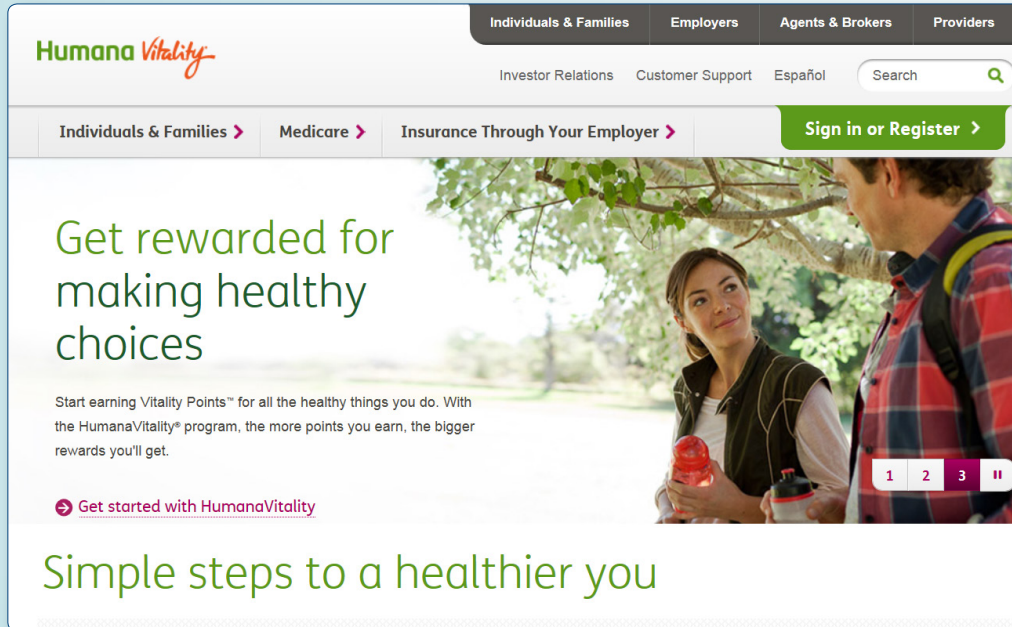 Individuals & Families Employers Agents & Brokers Providers
Humana Vitality
Investor Relations Customer Support Español Search
Individuals & Families Medicare Insurance Through Your Employer Sign in or Register
Get rewarded for
making healthy
choices
Start earning Vitality Points™ for all the healthy things you do. With
the HumanaVitality® program, the more points you earn, the bigger
rewards you'll get.
1 2 3
Get started with HumanaVitality
Simple steps to a healthier you